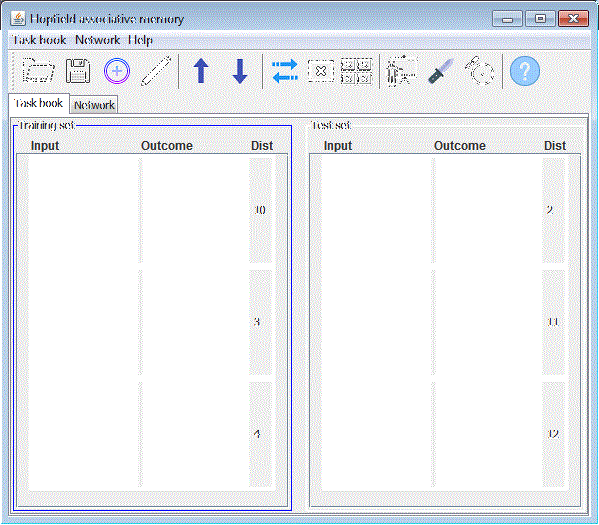 Hopfield associative memory
Task book Network Help
Task book Network
Training set
Input Outcome Dist
10
3
4
Test set
Input Outcome Dist
2
11
12